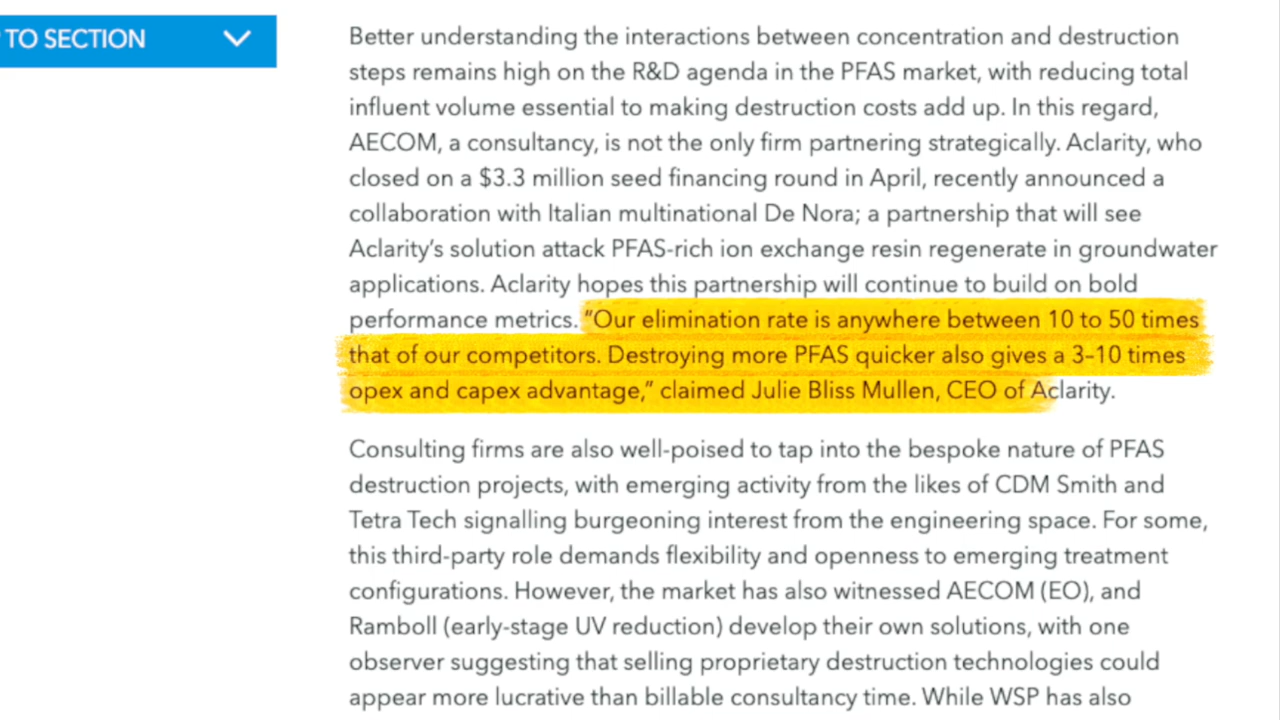 TO SECTION
Better understanding the interactions between concentration and destruction
steps remains high on the R&D agenda in the PFAS market, with reducing total
influent volume essential to making destruction costs add up. In this regard,
AECOM, a consultancy, is not the only firm partnering strategically. Aclarity, who
closed on a $3.3 million seed financing round in April, recently announced a
collaboration with Italian multinational De Nora; a partnership that will see
Aclarity’s solution attack PFAS-rich ion exchange resin regenerate in groundwater
applications. Aclarity hopes this partnership will continue to build on bold
performance metrics. “Our elimination rate is anywhere between 10 to 50 times
that of our competitors. Destroying more PFAS quicker also gives a 3–10 times
opex and capex advantage,” claimed Julie Bliss Mullen, CEO of Aclarity.
Consulting firms are also well-poised to tap into the bespoke nature of PFAS
destruction projects, with emerging activity from the likes of CDM Smith and
Tetra Tech signalling burgeoning interest from the engineering space. For some,
this third-party role demands flexibility and openness to emerging treatment
configurations. However, the market has also witnessed AECOM (EO), and
Ramboll (early-stage UV reduction) develop their own solutions, with one
observer suggesting that selling proprietary destruction technologies could
appear more lucrative than billable consultancy time. While WSP has also